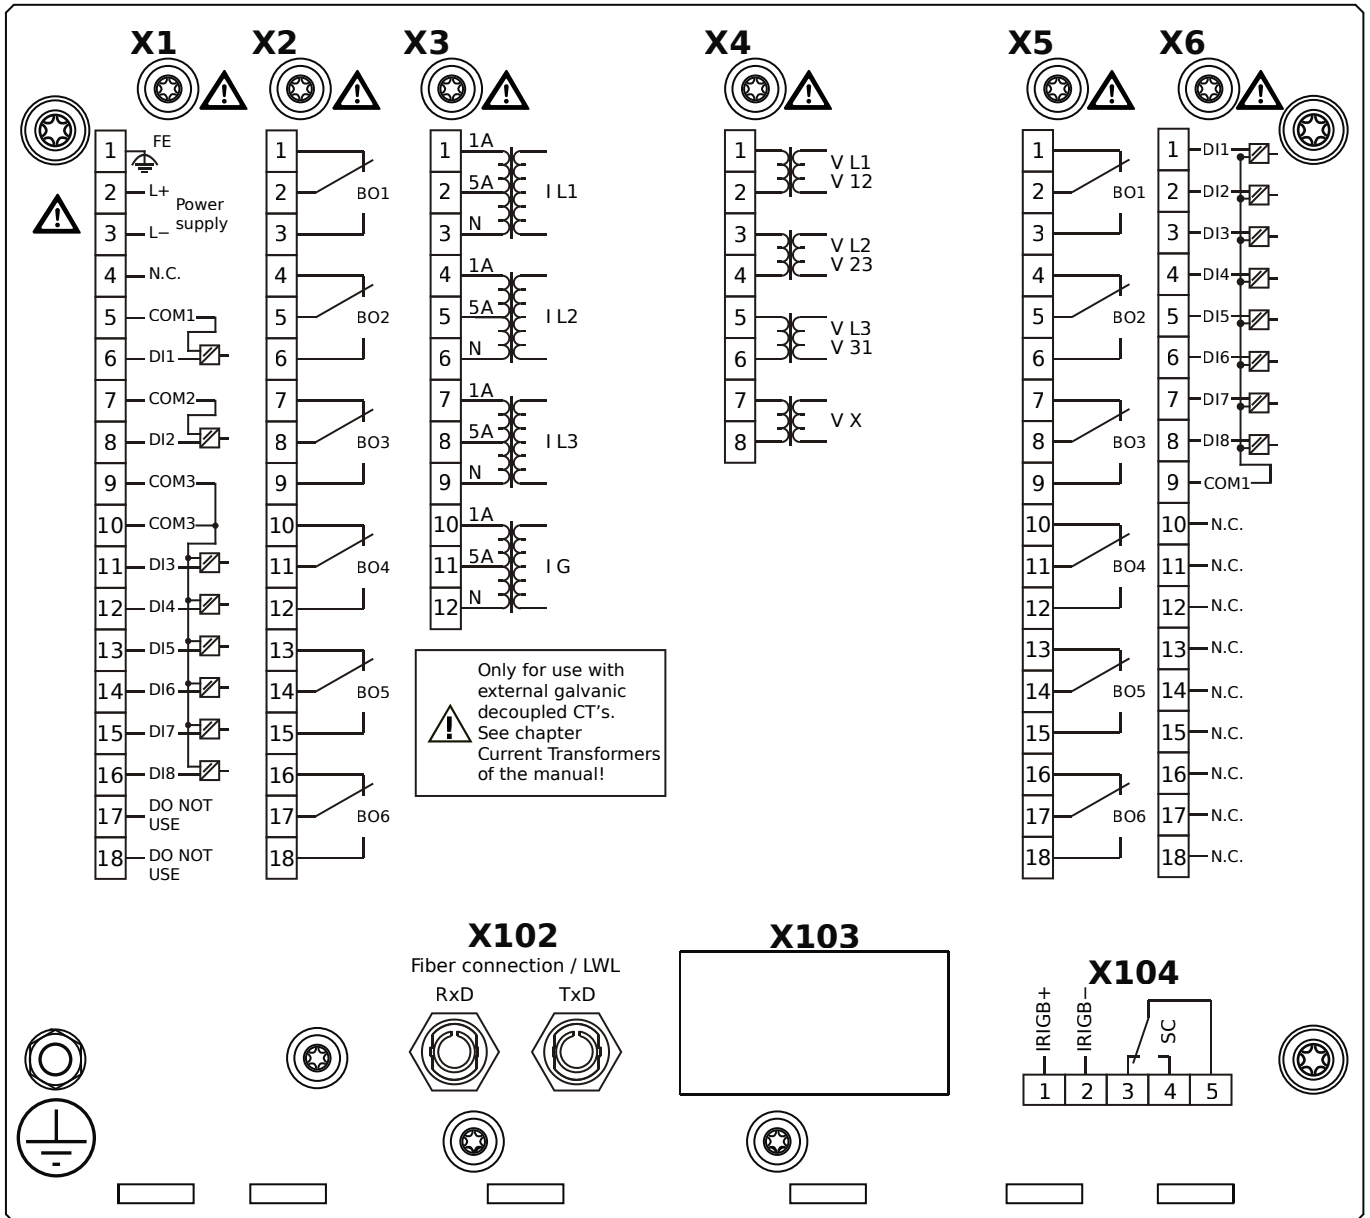 X1
X2
X3
X4
X5
X6
1
FE
2
L+
Power
supply
3
L−
4
N.C.
5
COM1
6
DI1
7
COM2
8
DI2
9
COM3
10
COM3
11
DI3
12
DI4
13
DI5
14
DI6
15
DI7
16
DI8
17
DO NOT
USE
18
DO NOT
USE
1
2
BO1
3
4
5
BO2
6
7
8
BO3
9
10
11
BO4
12
13
14
BO5
15
16
17
BO6
18
1
1A
2
5A
I L1
3
N
4
1A
5
5A
I L2
6
N
7
1A
8
5A
I L3
9
N
10
1A
11
5A
I G
12
N
Only for use with
external galvanic
decoupled CT's.
See chapter
Current Transformers
of the manual!
1
V L1
2
V 12
3
V L2
4
V 23
5
V L3
6
V 31
7
V X
8
1
2
BO1
3
4
5
BO2
6
7
8
BO3
9
10
11
BO4
12
13
14
BO5
15
16
17
BO6
18
1
DI1
2
DI2
3
DI3
4
DI4
5
DI5
6
DI6
7
DI7
8
DI8
9
COM1
10
N.C.
11
N.C.
12
N.C.
13
N.C.
14
N.C.
15
N.C.
16
N.C.
17
N.C.
18
N.C.
X102
Fiber connection / LWL
RxD
TxD
X103
X104
IRIGB+
IRIGB−
SC
1
2
3
4
5